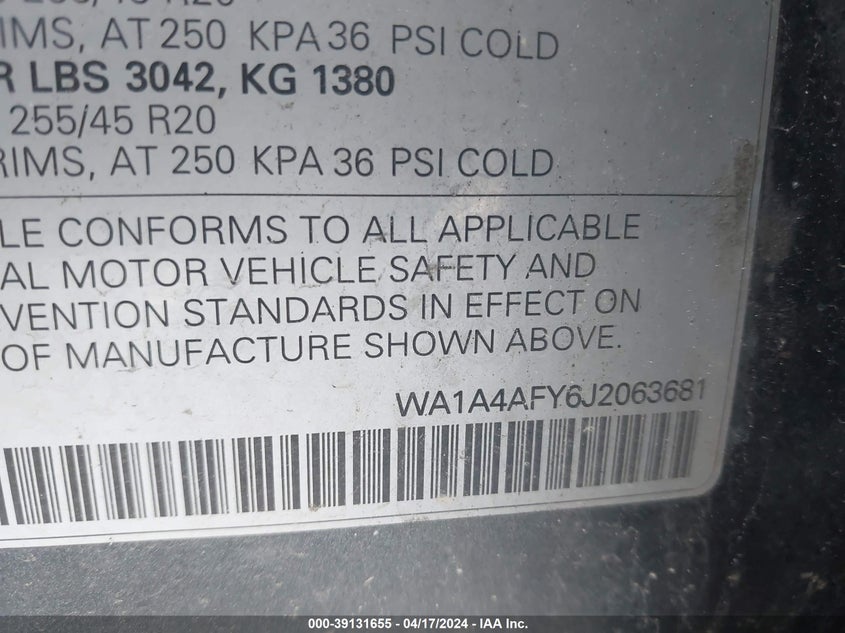 RIMS, AT 250 KPA 36 PSI COLD
R LBS 3042, KG 1380
255/45 R20
RIMS, AT 250 KPA 36 PSI COLD
LE CONFORMS TO ALL APPLICABLE
AL MOTOR VEHICLE SAFETY AND
VENTION STANDARDS IN EFFECT ON
OF MANUFACTURE SHOWN ABOVE.
WA1A4AFY6J2063681
000-39131655 - 04/17/2024 - IAA Inc.